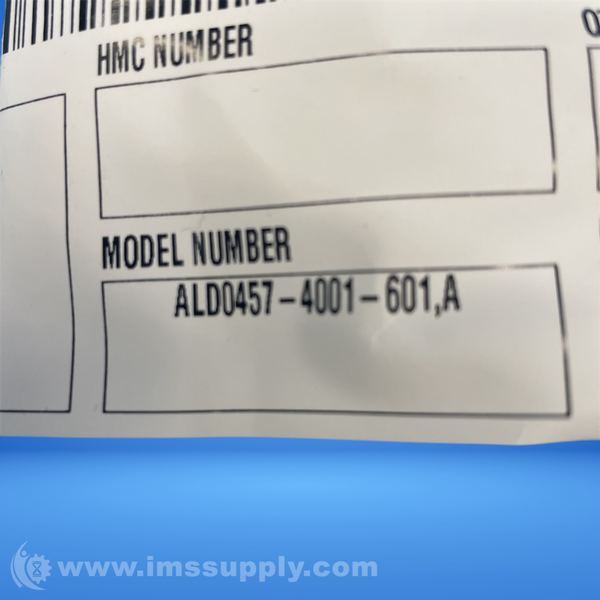 HMC NUMBER
MODEL NUMBER
ALD0457-4001-601,A
www.imssupply.com